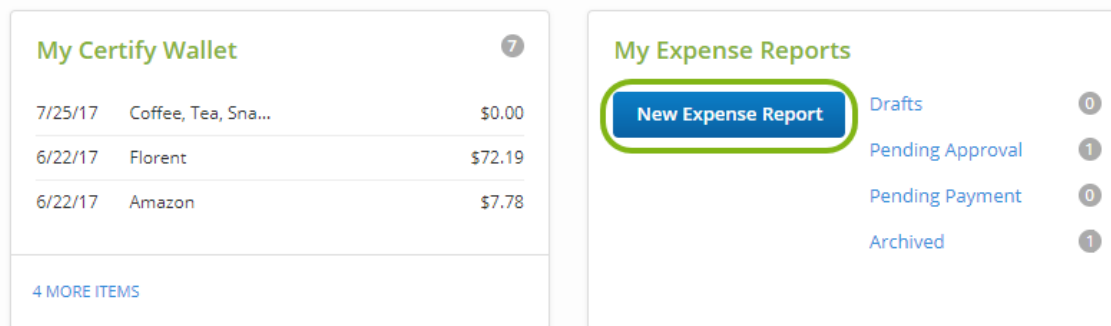 My Certify Wallet 7
7/25/17 Coffee, Tea, Sna... $0.00
6/22/17 Florent $72.19
6/22/17 Amazon $7.78
4 MORE ITEMS
My Expense Reports
New Expense Report
Drafts 0
Pending Approval 1
Pending Payment 0
Archived 1